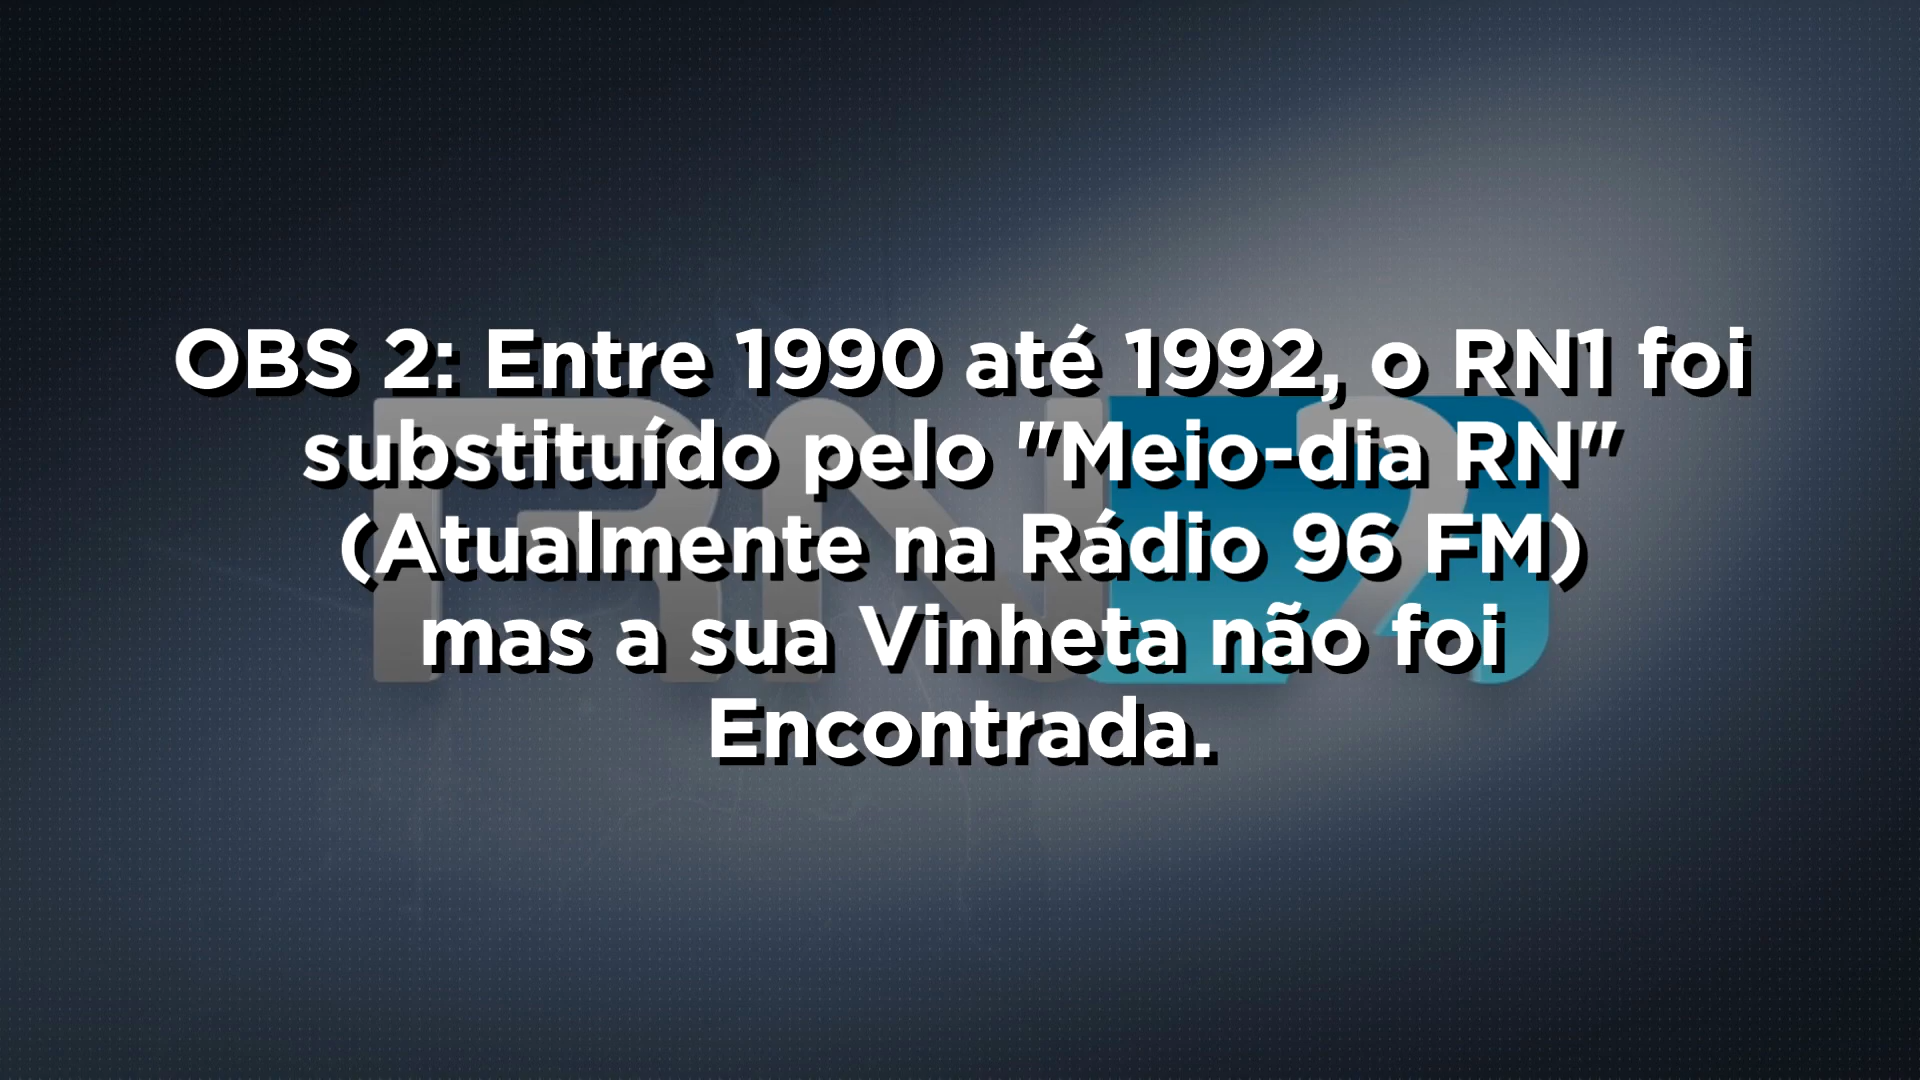 OBS 2: Entre 1990 até 1992, o RN1 foi
substituído pelo "Meio-dia RN"
(Atualmente na Rádio 96 FM)
mas a sua Vinheta não foi
Encontrada.
RN2